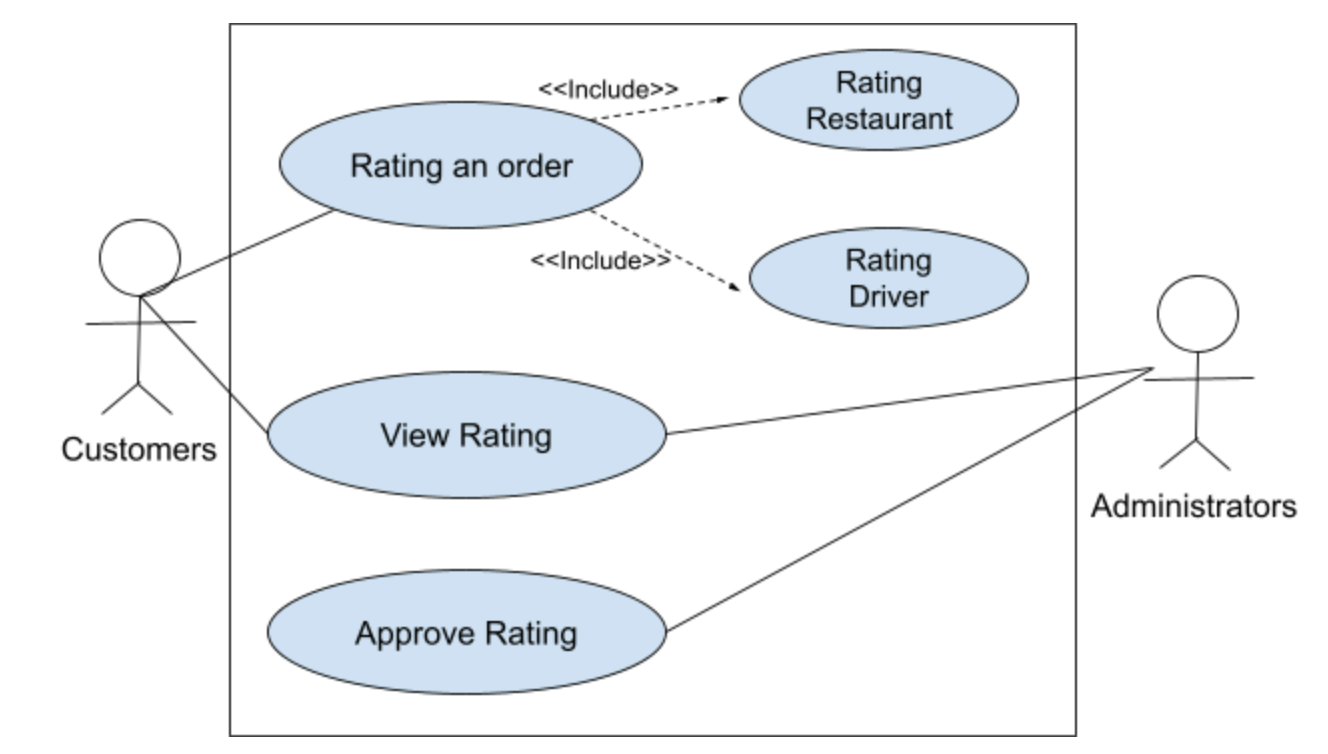 <<Include>>
Rating
Restaurant
Rating an order
<<Include>>
Rating
Driver
Customers
View Rating
Administrators
Approve Rating